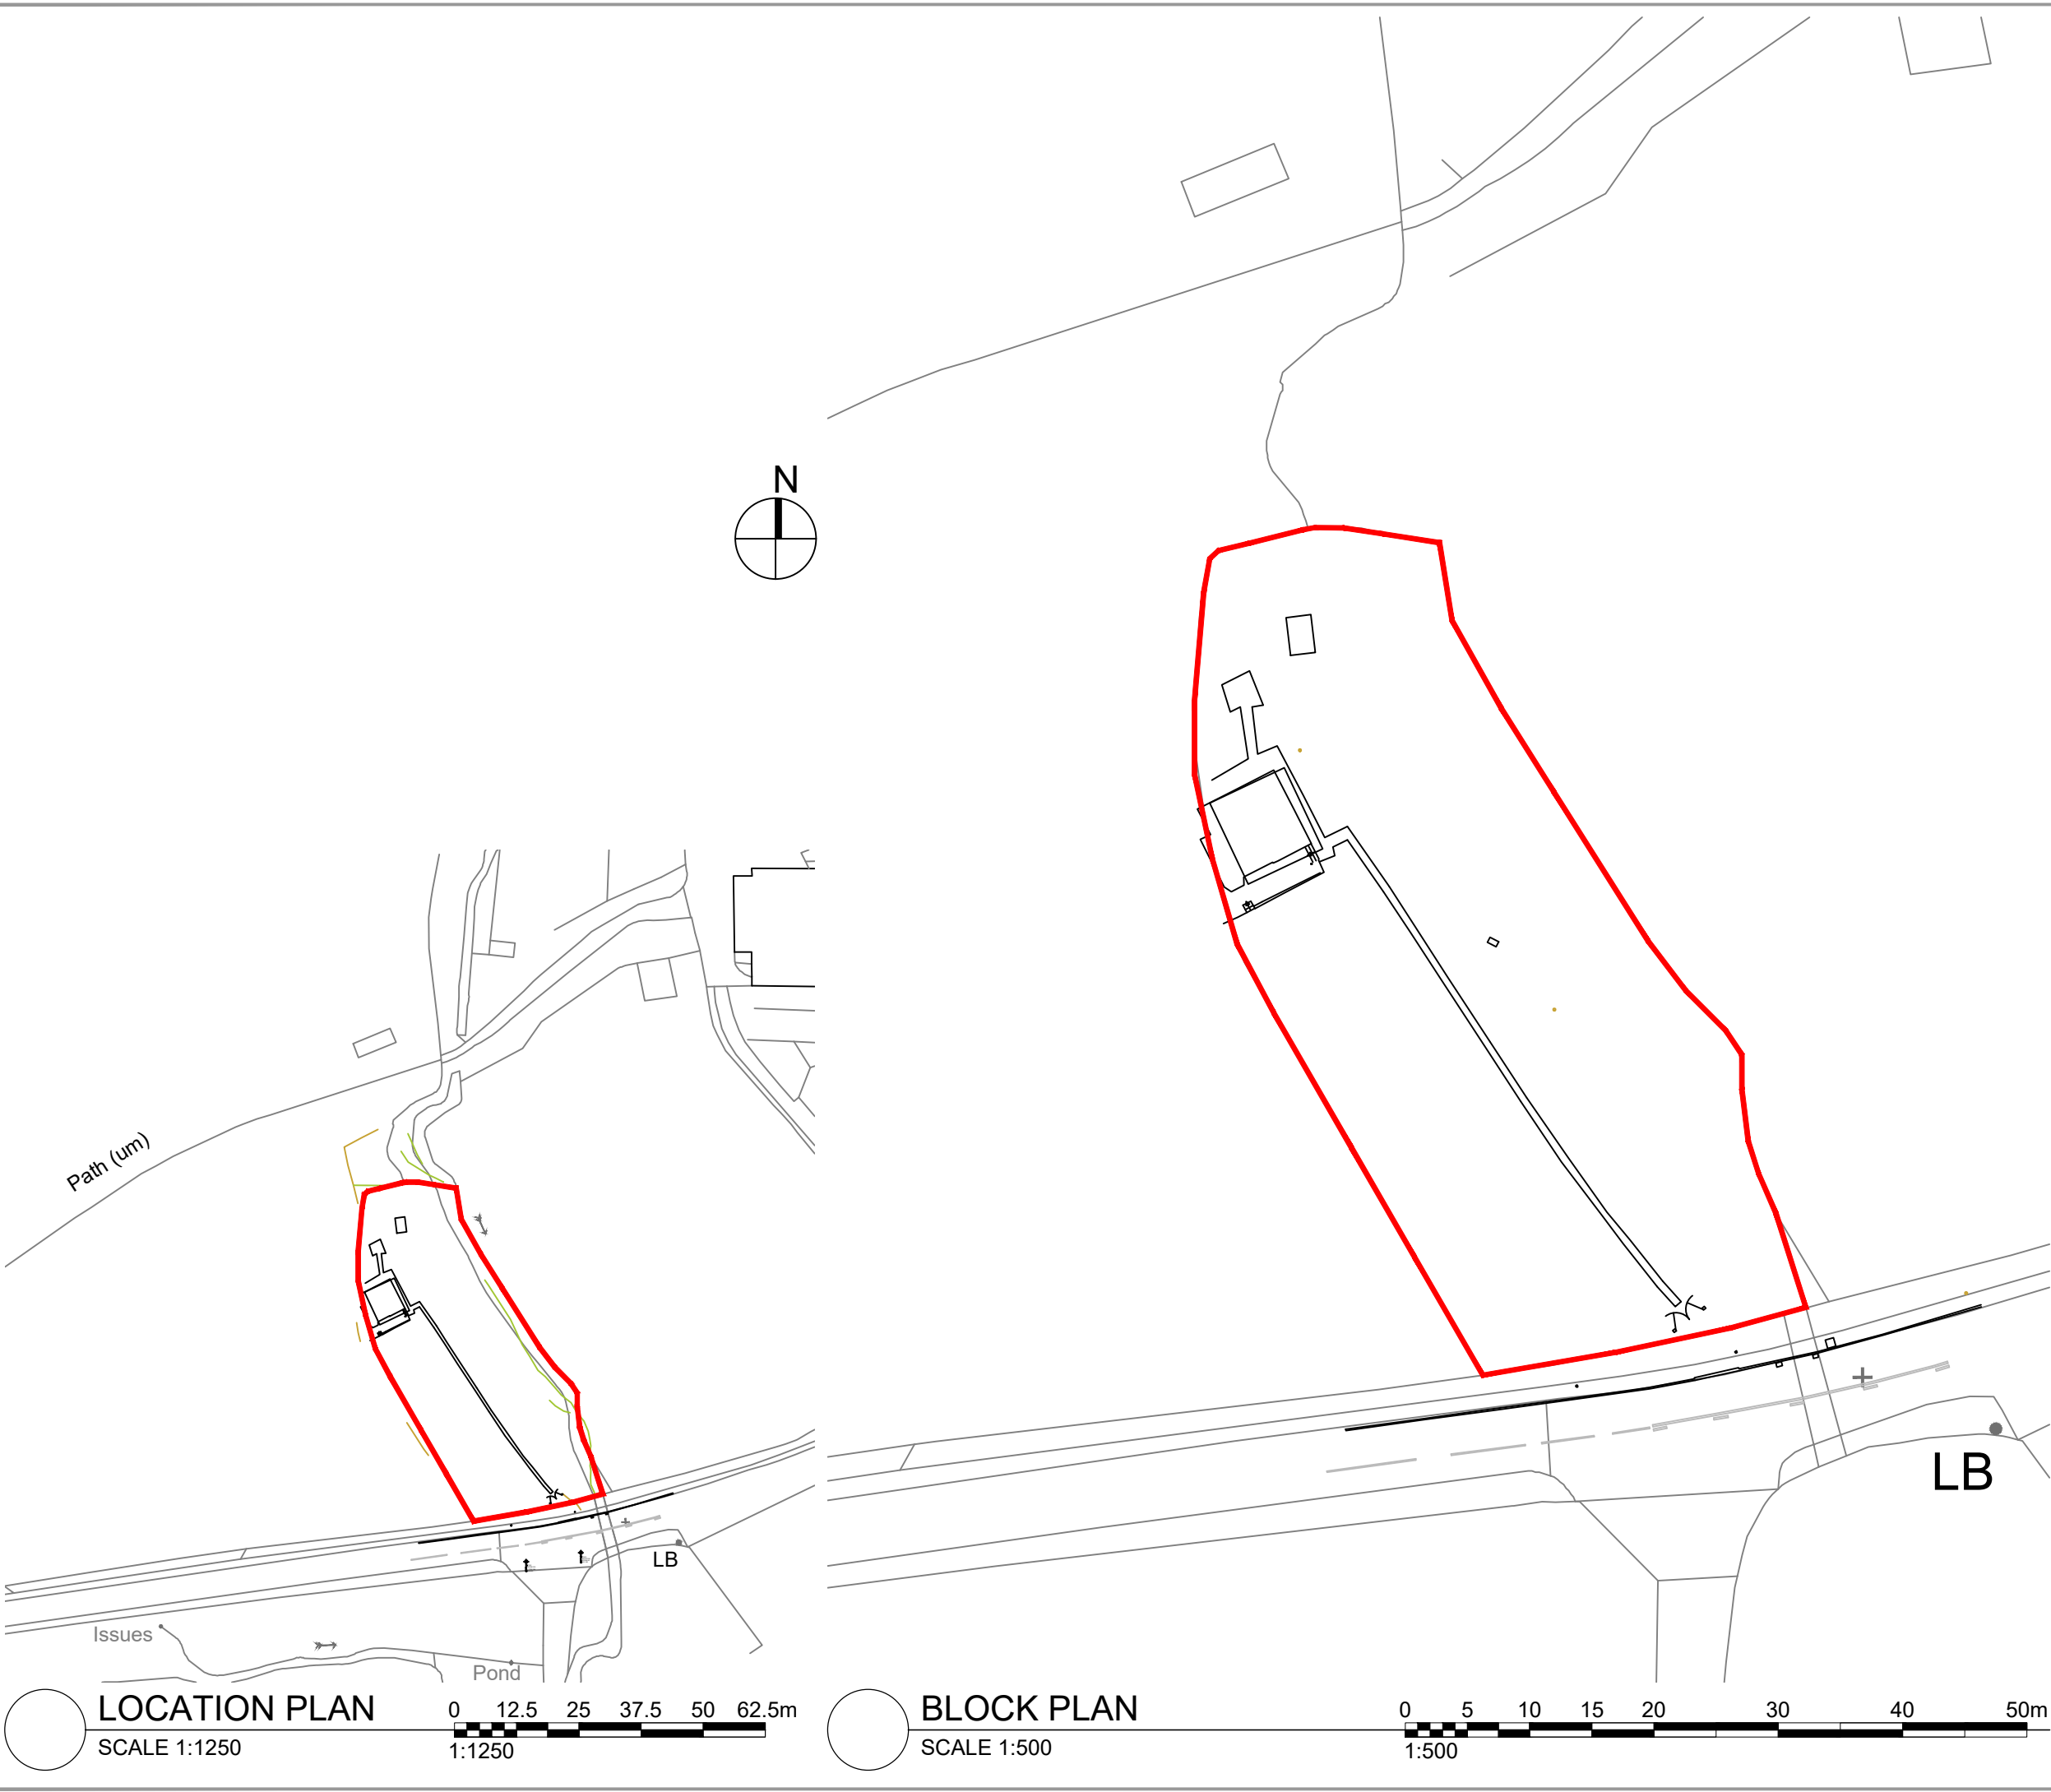 N
Path (um)
LB
LB
Issues
Pond
LOCATION PLAN
SCALE 1:1250
0 12.5 25 37.5 50 62.5m
1:1250
BLOCK PLAN
SCALE 1:500
0 5 10 15 20 30 40 50m
1:500